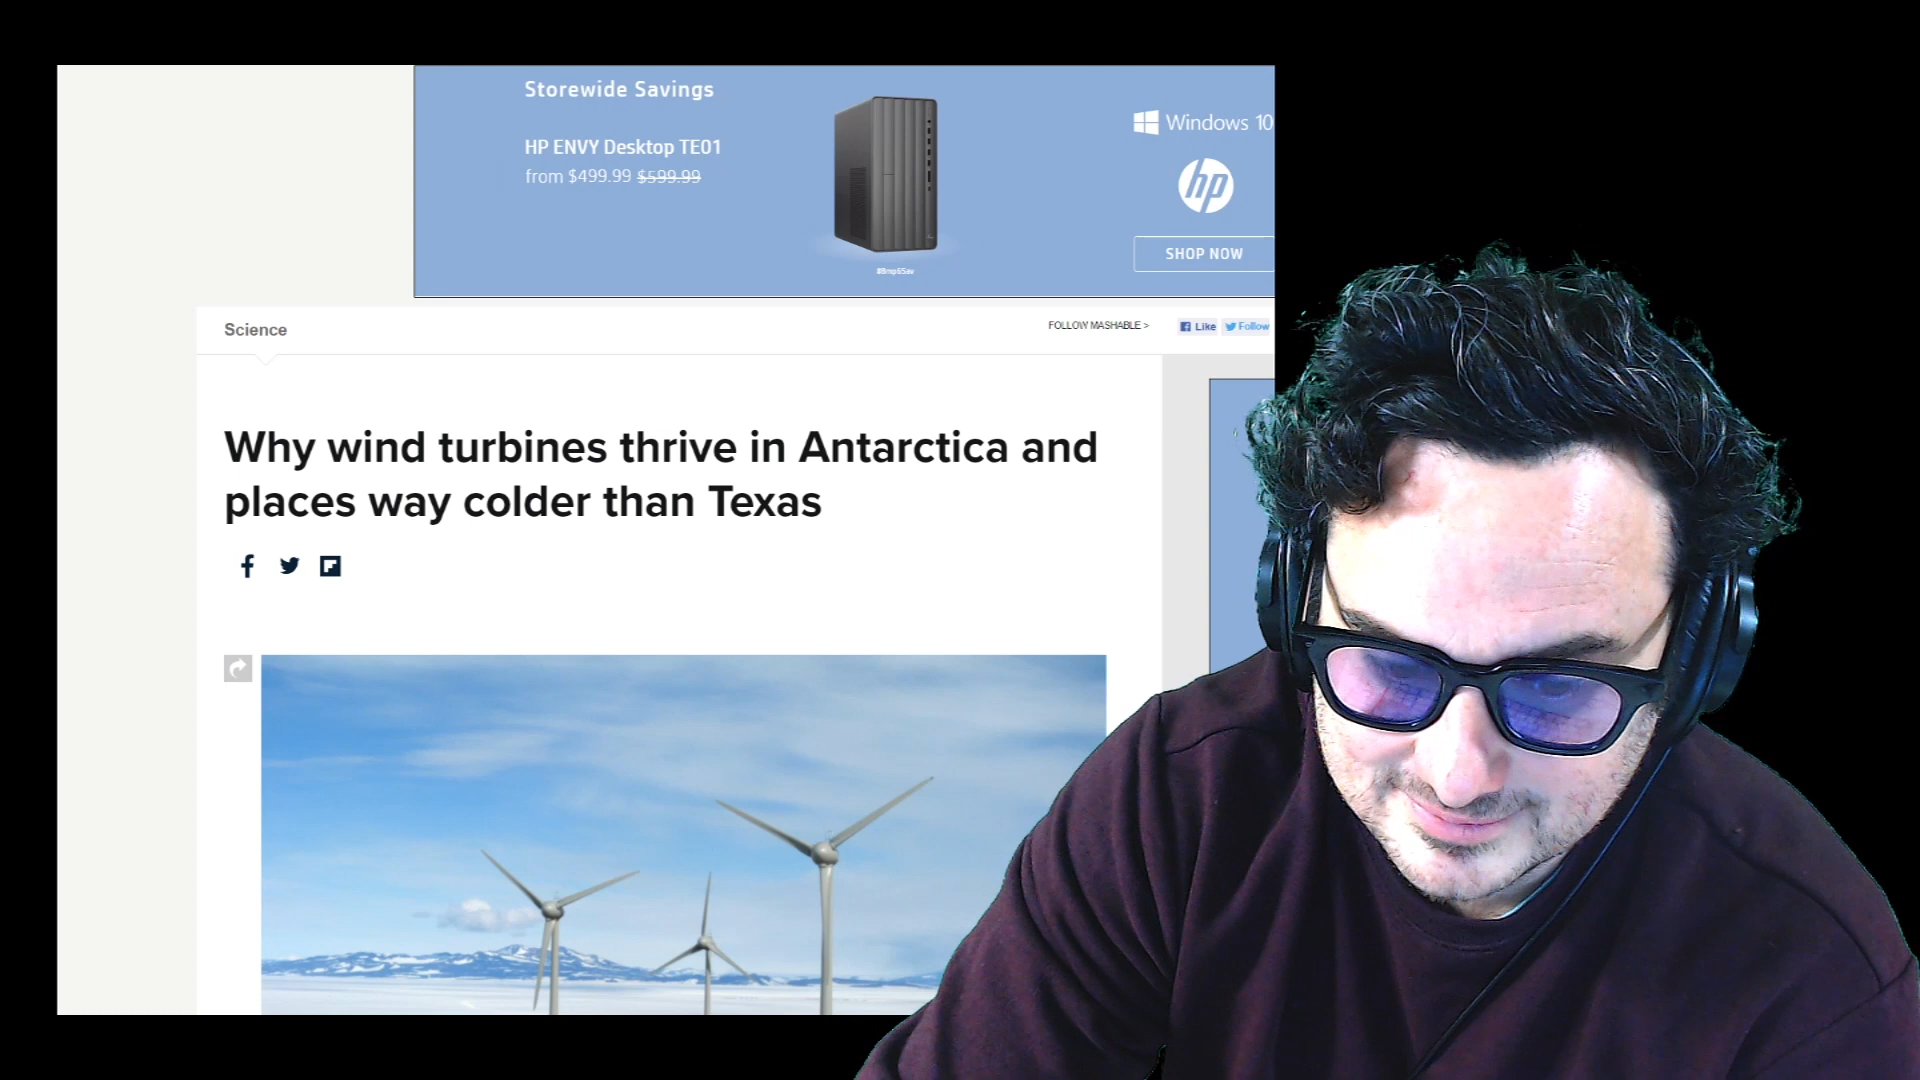 Storewide Savings
HP ENVY Desktop TE01
from $499.99 $599.99
Windows 10
hp
SHOP NOW
Science
FOLLOW MASHABLE >
Like
Follow
Why wind turbines thrive in Antarctica and
places way colder than Texas